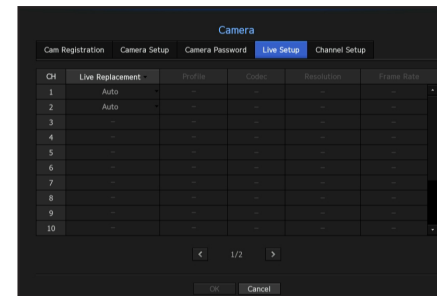 Camera
Cam Registration Camera Setup Camera Password Live Setup Channel Setup
CH Live Replacement Profile Codec Resolution Frame Rate
1 Auto - - - -
2 Auto - - - -
3 - - - - -
4 - - - - -
5 - - - - -
6 - - - - -
7 - - - - -
8 - - - - -
9 - - - - -
10 - - - - -
< 1/2 >
OK Cancel